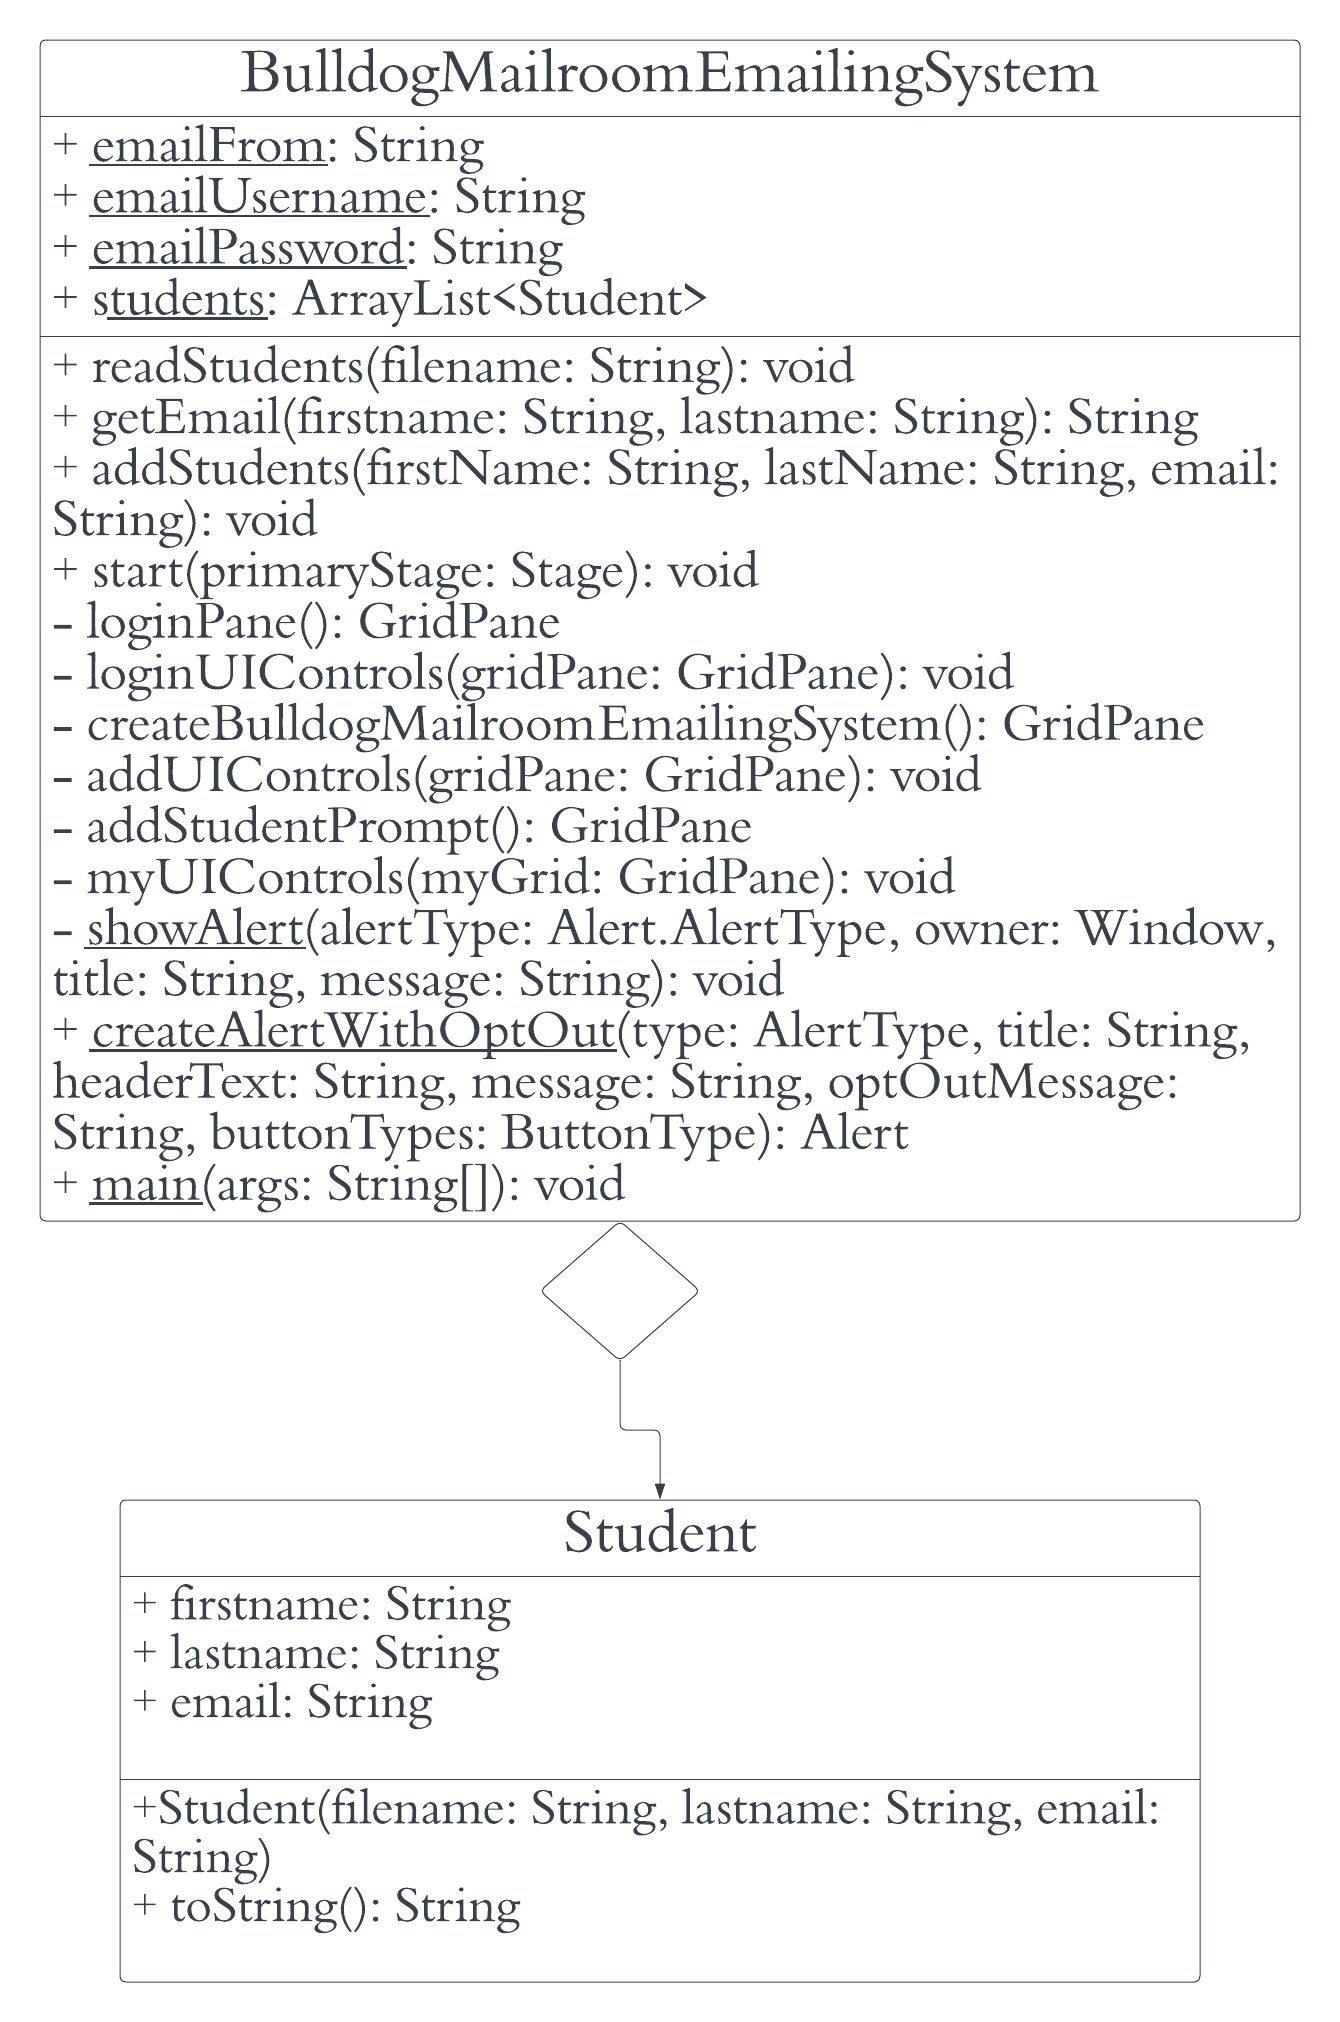 BulldogMailroomEmailingSystem
+ emailFrom: String
+ emailUsername: String
+ emailPassword: String
+ students: ArrayList<Student>
+ readStudents(filename: String): void
+ getEmail(firstname: String, lastname: String): String
+ addStudents(firstName: String, lastName: String, email:
String): void
+ start(primaryStage: Stage): void
- loginPane(): GridPane
- loginUIControls(gridPane: GridPane): void
- createBulldogMailroomEmailingSystem(): GridPane
- addUIControls(gridPane: GridPane): void
- addStudentPrompt(): GridPane
- myUIControls(myGrid: GridPane): void
- showAlert(alertType: Alert.AlertType, owner: Window,
title: String, message: String): void
+ createAlertWithOptOut(type: AlertType, title: String,
headerText: String, message: String, optOutMessage:
String, buttonTypes: ButtonType): Alert
+ main(args: String[]): void
Student
+ firstname: String
+ lastname: String
+ email: String
+Student(filename: String, lastname: String, email:
String)
+ toString(): String